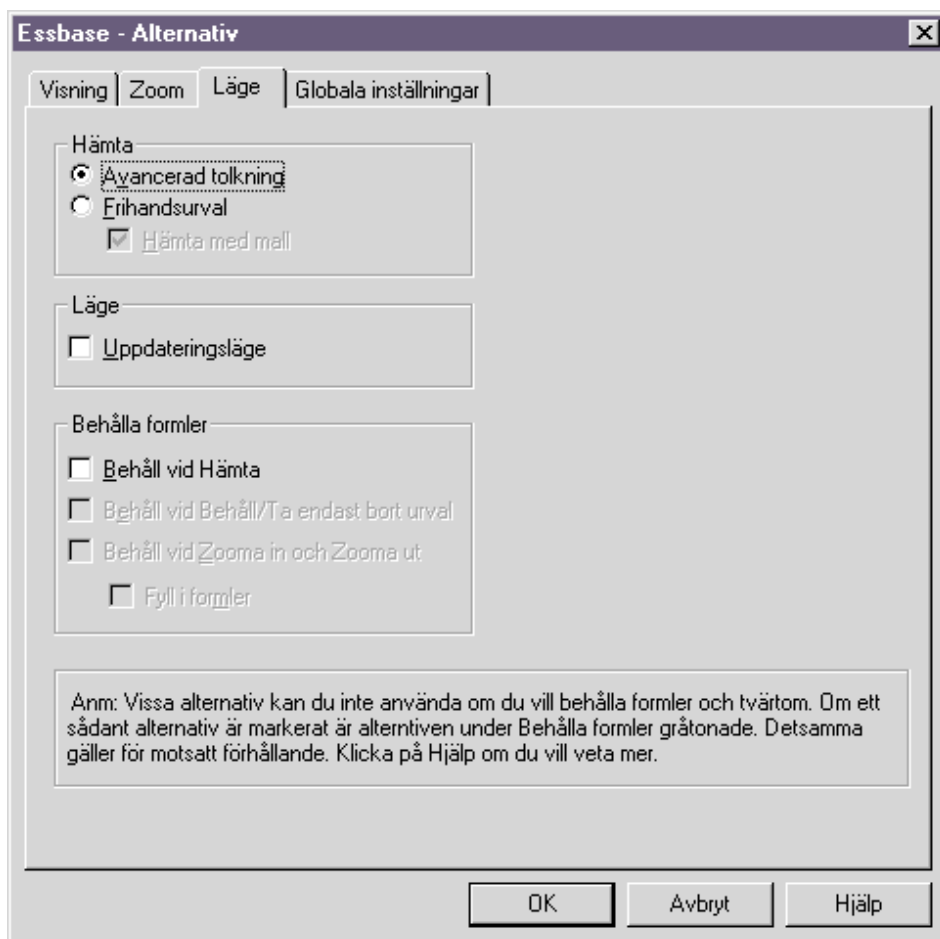 Essbase - Alternativ
Visning Zoom Läge Globala inställningar
Hämta
Avancerad tolkning
Frihandsurval
Hämta med mall
Läge
Uppdateringsläge
Behålla formler
Behåll vid Hämta
Behåll vid Behåll/Ta endast bort urval
Behåll vid Zooma in och Zooma ut
Fyll i formler
Anm: Vissa alternativ kan du inte använda om du vill behålla formler och tvärtom. Om ett
sådant alternativ är markerat är alterntiven under Behålla formler gråtonade. Detsamma
gäller för motsatt förhållande. Klicka på Hjälp om du vill veta mer.
OK Avbryt Hjälp